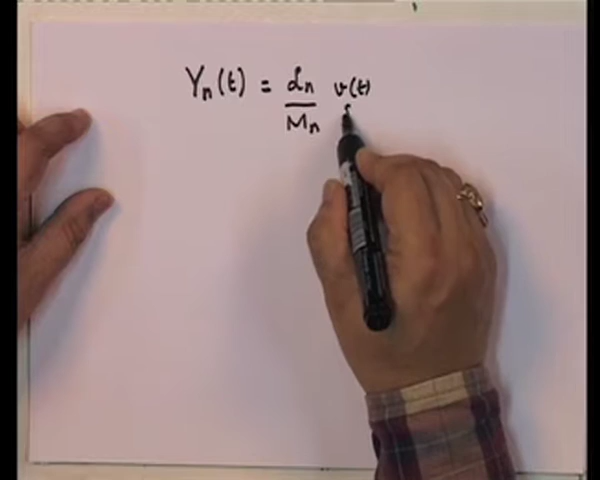 Yn(t) = αn/Mn v(t)